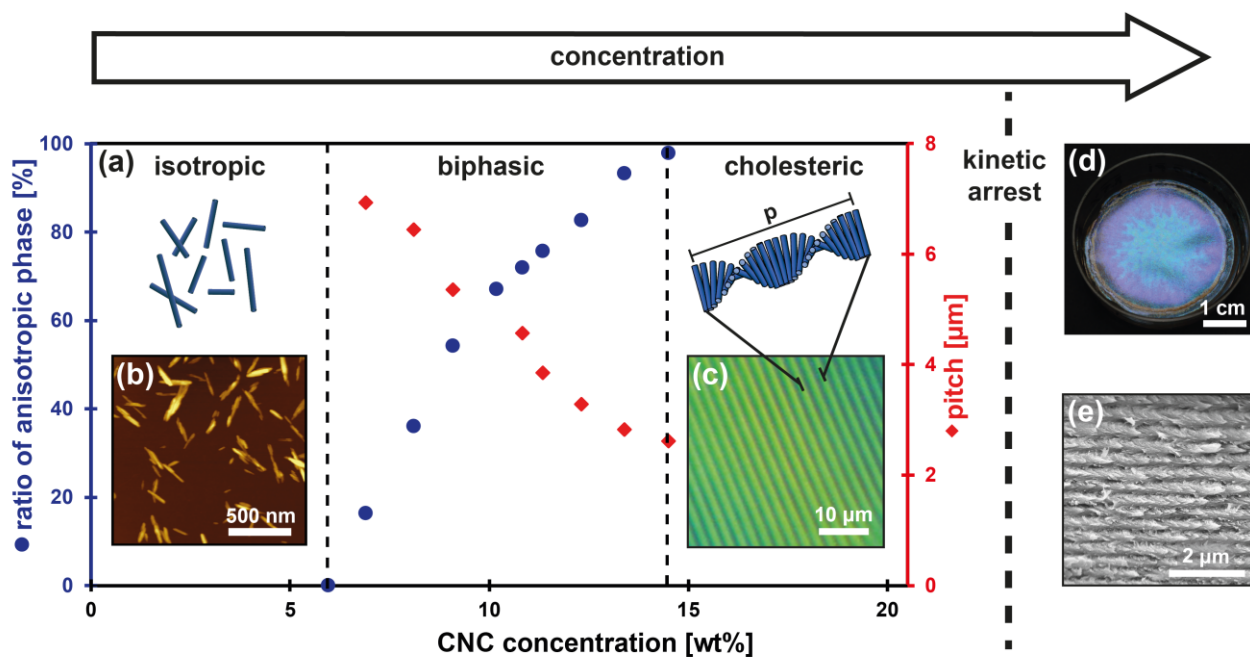 concentration
(a)
isotropic
biphasic
cholesteric
kinetic
arrest
(d)
1 cm
p
(b)
500 nm
(c)
10 µm
(e)
2 µm
ratio of anisotropic phase [%]
100
80
60
40
20
0
pitch [µm]
8
6
4
2
0
0
5
10
15
20
CNC concentration [wt%]